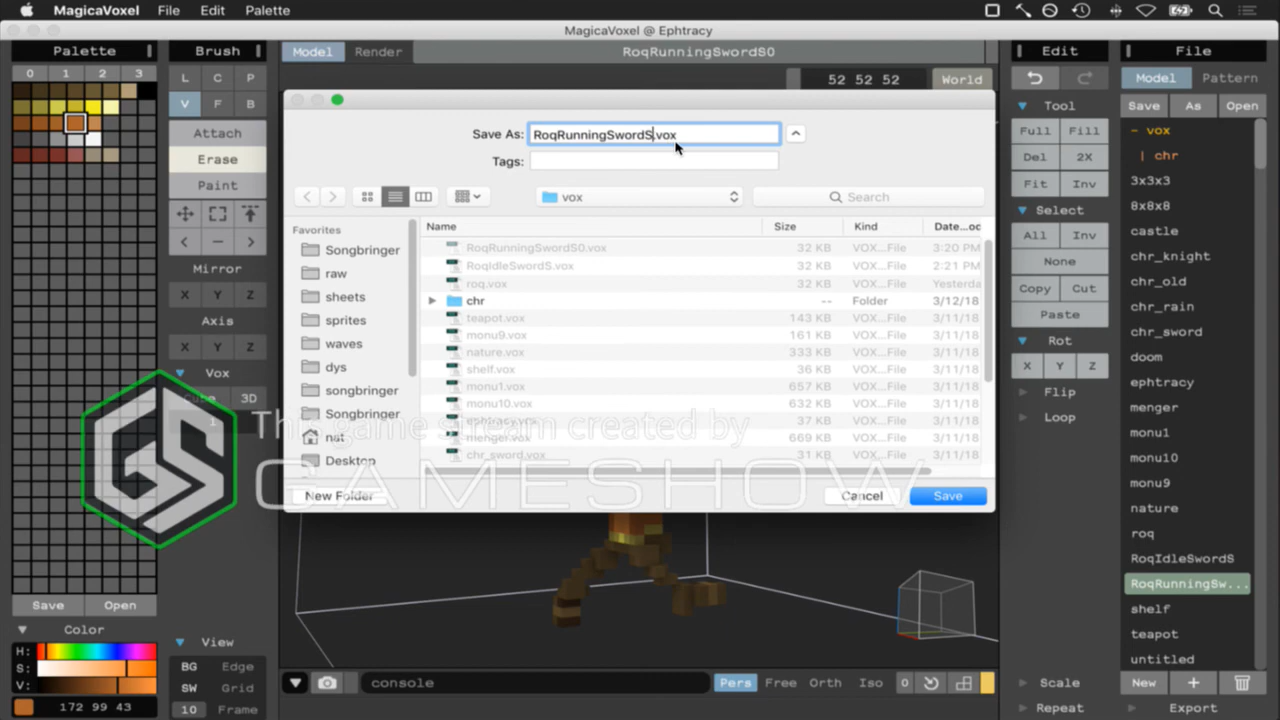 MagicaVoxel File Edit Palette
MagicaVoxel @ Ephtracy
Palette
0 1 2 3
Save Open
Color
H:
S:
V:
172 99 43
Brush
L C P
V F B
Attach
Erase
Paint
Mirror
X Y Z
Axis
X Y Z
Vox
Cube 3D
1
View
BG Edge
SW Grid
10 Frame
Model Render RoqRunningSwordS0
52 52 52 World
Save As: RoqRunningSwordS.vox
Tags:
vox Search
Favorites
Songbringer
raw
sheets
sprites
waves
dys
songbringer
Songbringer
nat
Desktop
Name Size Kind Date...oc
RoqRunningSwordS0.vox 32 KB VOX...File 3:20 PM
RoqIdleSwordS.vox 32 KB VOX...File 2:21 PM
roq.vox 32 KB VOX...File Yesterda
chr -- Folder 3/12/18
teapot.vox 143 KB VOX...File 3/11/18
monu9.vox 161 KB VOX...File 3/11/18
nature.vox 333 KB VOX...File 3/11/18
shelf.vox 36 KB VOX...File 3/11/18
monu1.vox 657 KB VOX...File 3/11/18
monu10.vox 632 KB VOX...File 3/11/18
ephtracy.vox 37 KB VOX...File 3/11/18
menger.vox 669 KB VOX...File 3/11/18
chr_sword.vox 31 KB VOX...File 3/11/18
New Folder Cancel Save
This game stream created by
GAMESHOW
console Pers Free Orth Iso 0
Edit
Tool
Full Fill
Del 2X
Fit Inv
Select
All Inv
None
Copy Cut
Paste
Rot
X Y Z
Flip
Loop
Scale
Repeat
File
Model Pattern
Save As Open
- vox
| chr
3x3x3
8x8x8
castle
chr_knight
chr_old
chr_rain
chr_sword
doom
ephtracy
menger
monu1
monu10
monu9
nature
roq
RoqIdleSwordS
RoqRunningSw...
shelf
teapot
untitled
New +
Export